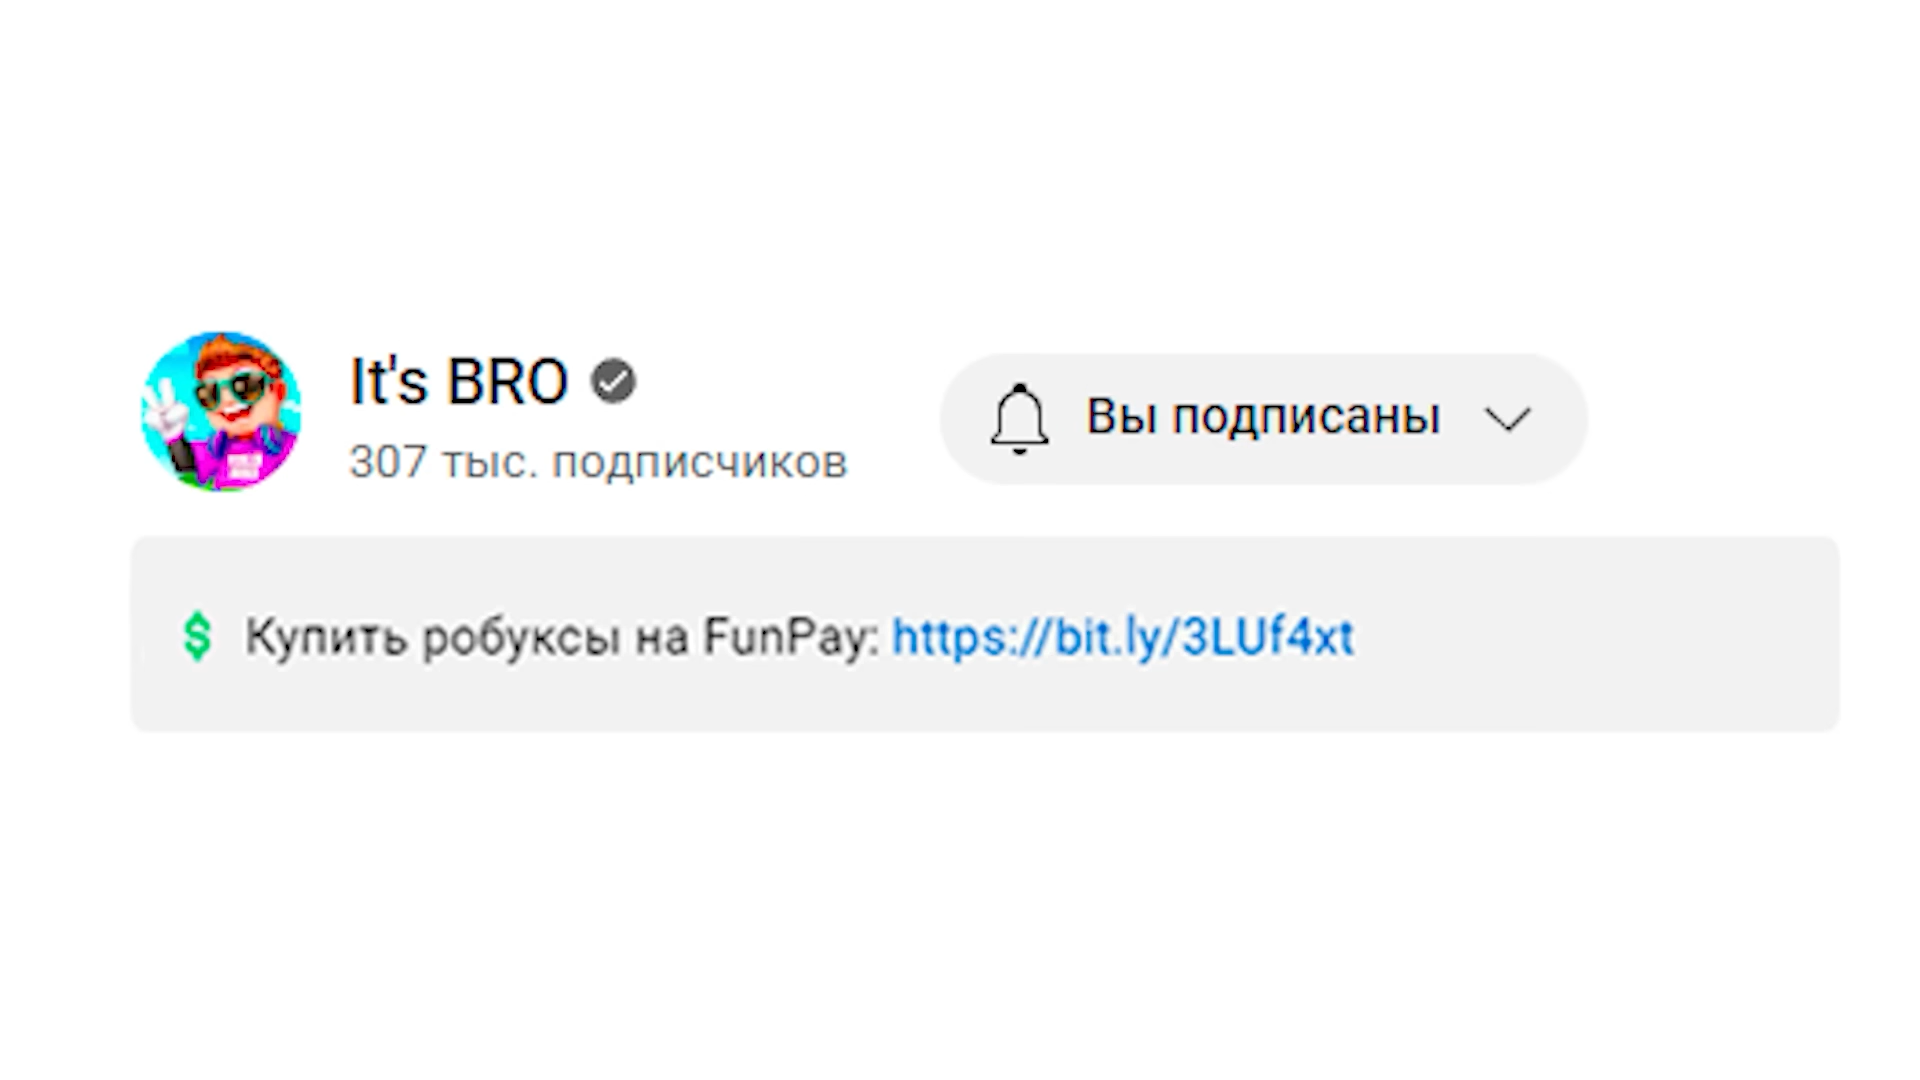 It's BRO
307 тыс. подписчиков
Вы подписаны
$ Купить робуксы на FunPay: https://bit.ly/3LUf4xt